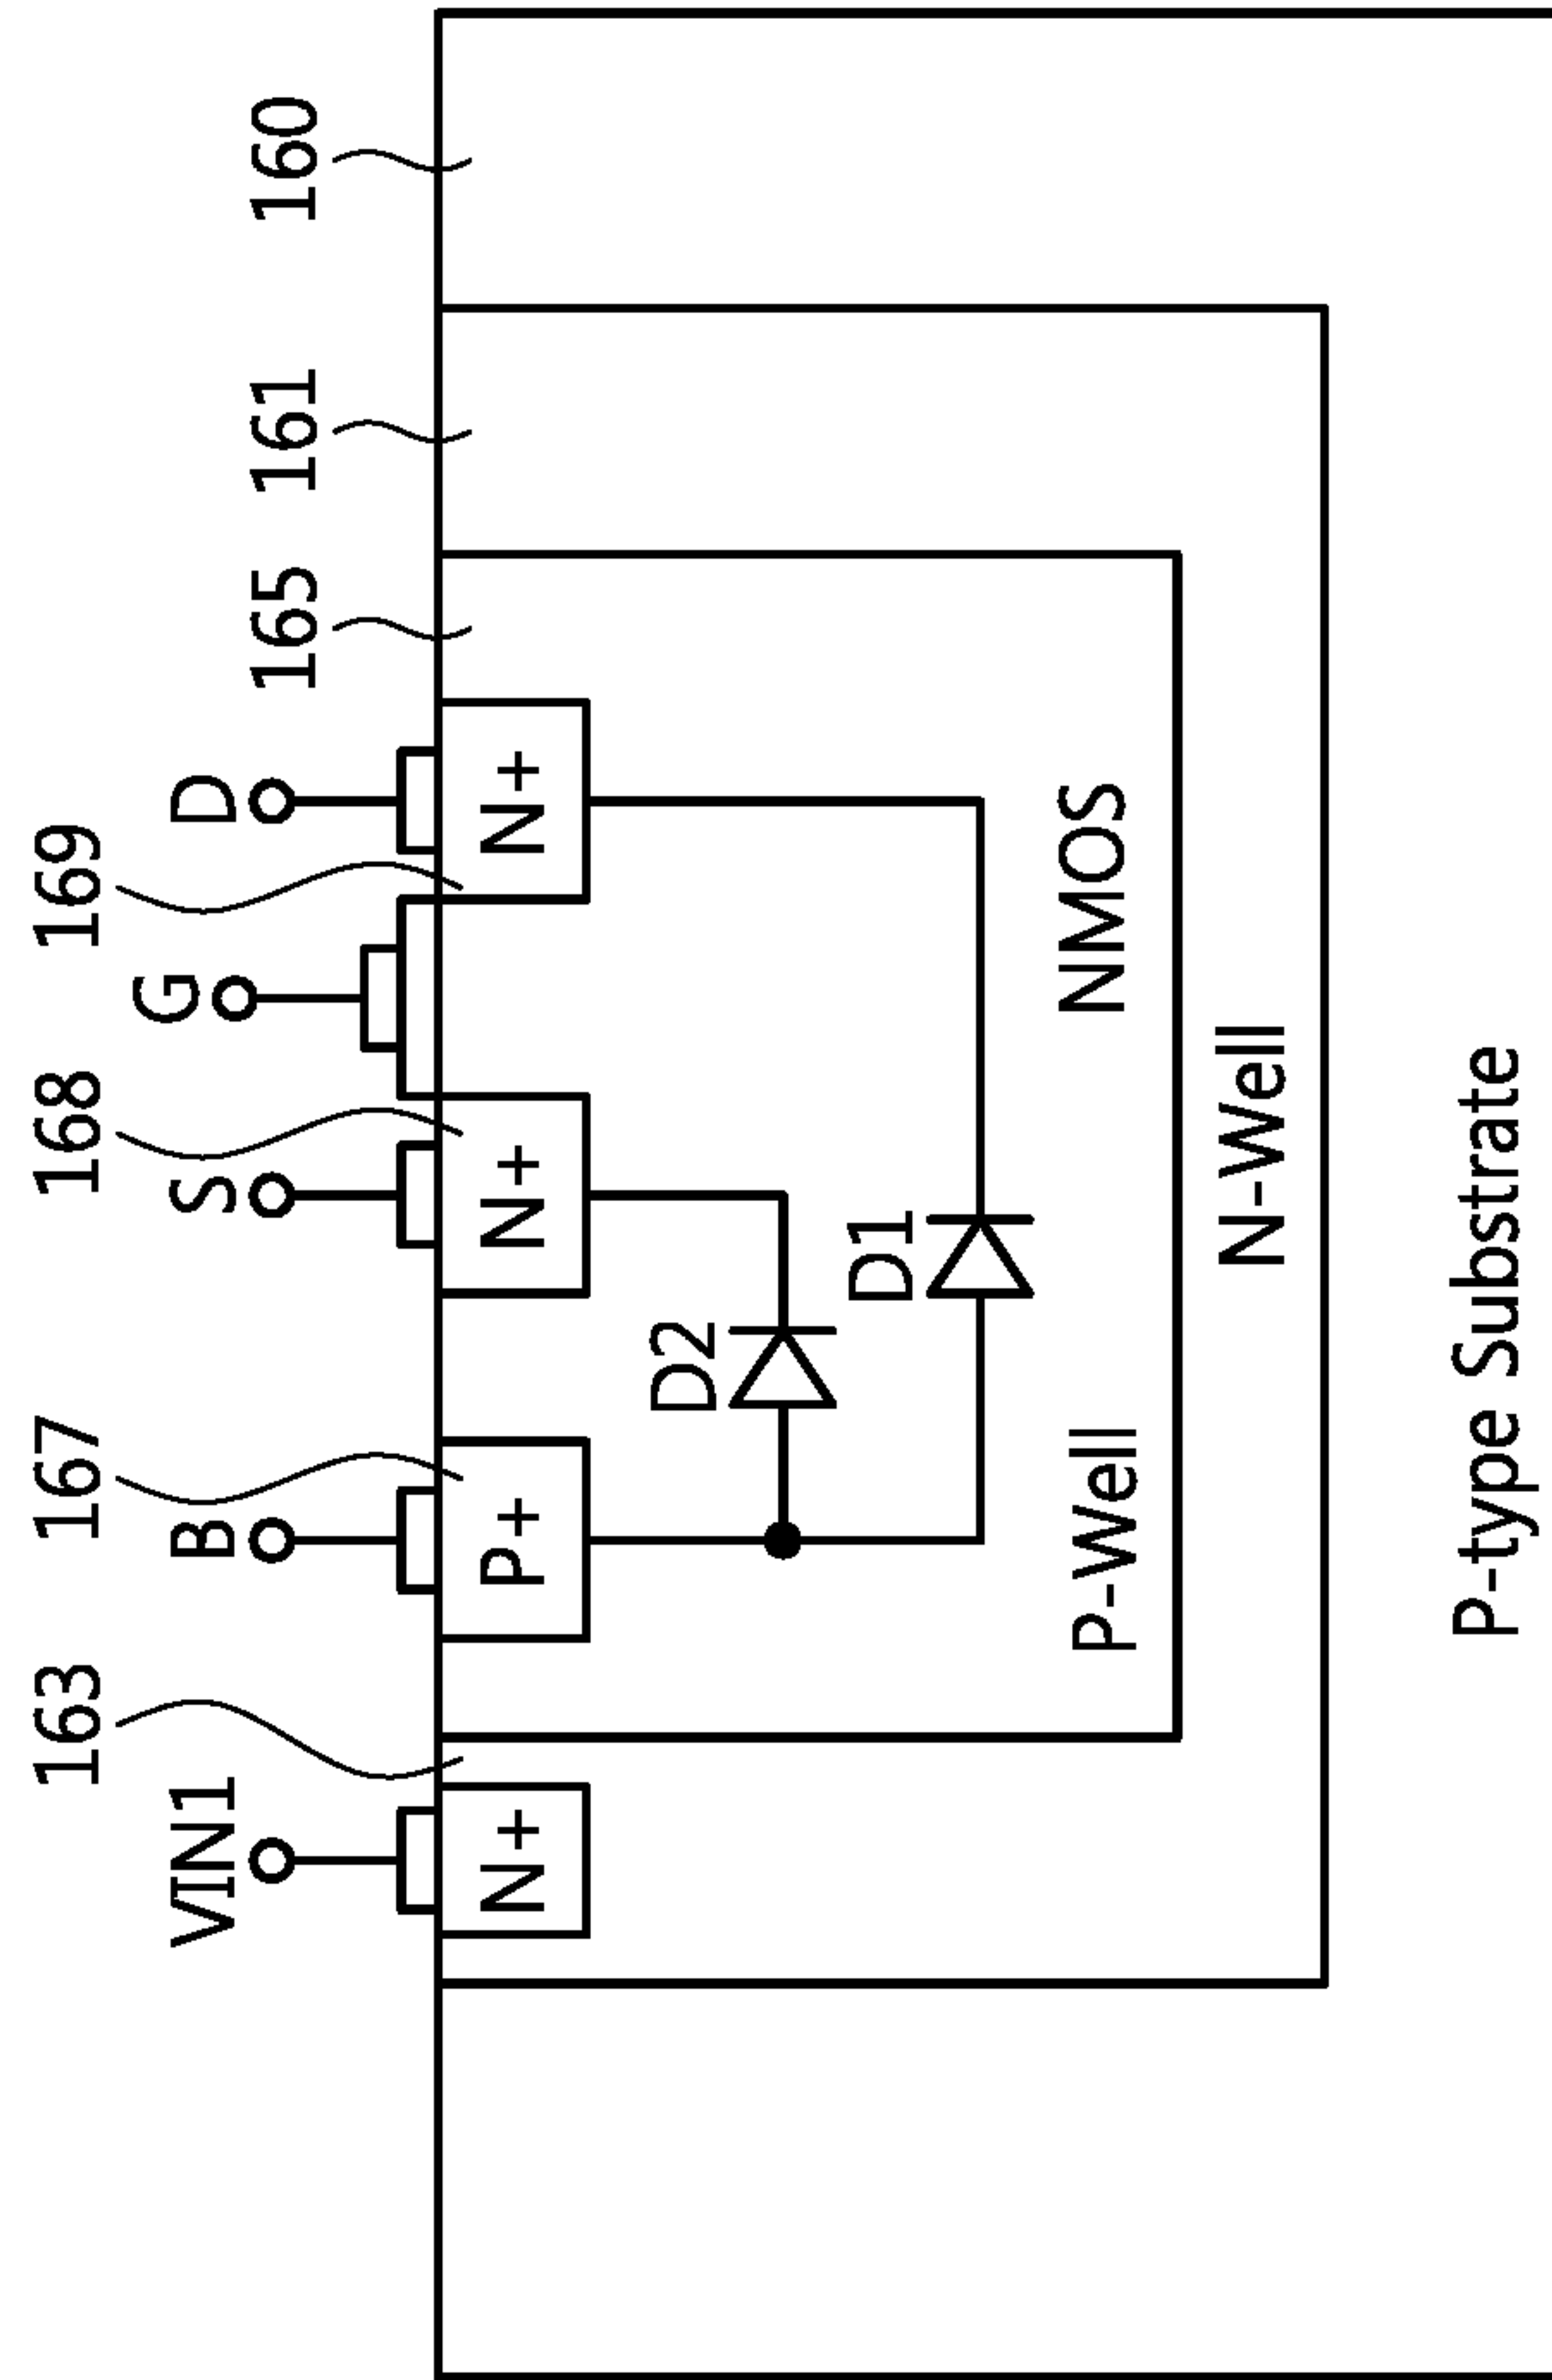 163
167
168
169
VIN1
B
S
G
D
165
161
160
N+
P+
N+
N+
D2
D1
P-Well
NMOS
N-Well
P-type Substrate